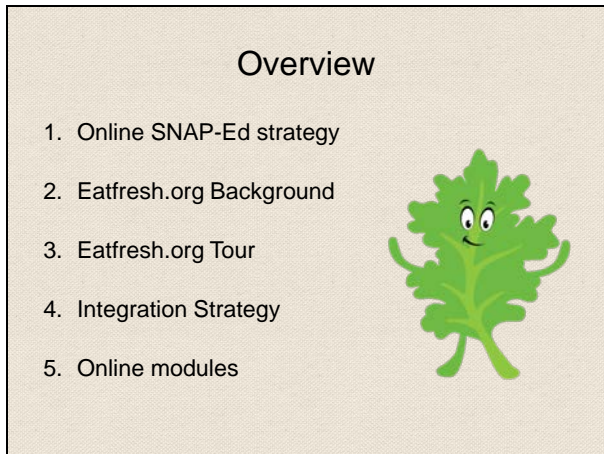 Overview
1. Online SNAP-Ed strategy
2. Eatfresh.org Background
3. Eatfresh.org Tour
4. Integration Strategy
5. Online modules